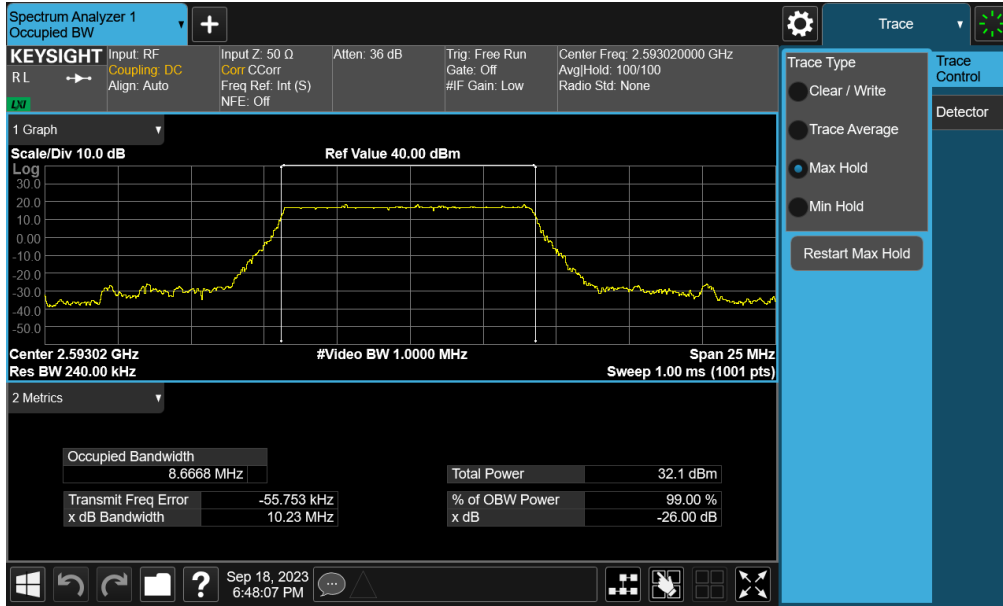 Spectrum Analyzer 1
Occupied BW
Trace
KEYSIGHT
RL
LXI
Input: RF
Coupling: DC
Align: Auto
Input Z: 50 Ω
Corr CCorr
Freq Ref: Int (S)
NFE: Off
Atten: 36 dB
Trig: Free Run
Gate: Off
#IF Gain: Low
Center Freq: 2.593020000 GHz
Avg|Hold: 100/100
Radio Std: None
Trace Type
Clear / Write
Trace Average
Max Hold
Min Hold
Restart Max Hold
Trace
Control
Detector
1 Graph
Scale/Div 10.0 dB
Ref Value 40.00 dBm
Log
30.0
20.0
10.0
0.00
-10.0
-20.0
-30.0
-40.0
-50.0
Center 2.59302 GHz
#Video BW 1.0000 MHz
Span 25 MHz
Res BW 240.00 kHz
Sweep 1.00 ms (1001 pts)
2 Metrics
Occupied Bandwidth
8.6668 MHz
Total Power 32.1 dBm
Transmit Freq Error -55.753 kHz
% of OBW Power 99.00 %
x dB Bandwidth 10.23 MHz
x dB -26.00 dB
?
Sep 18, 2023
6:48:07 PM